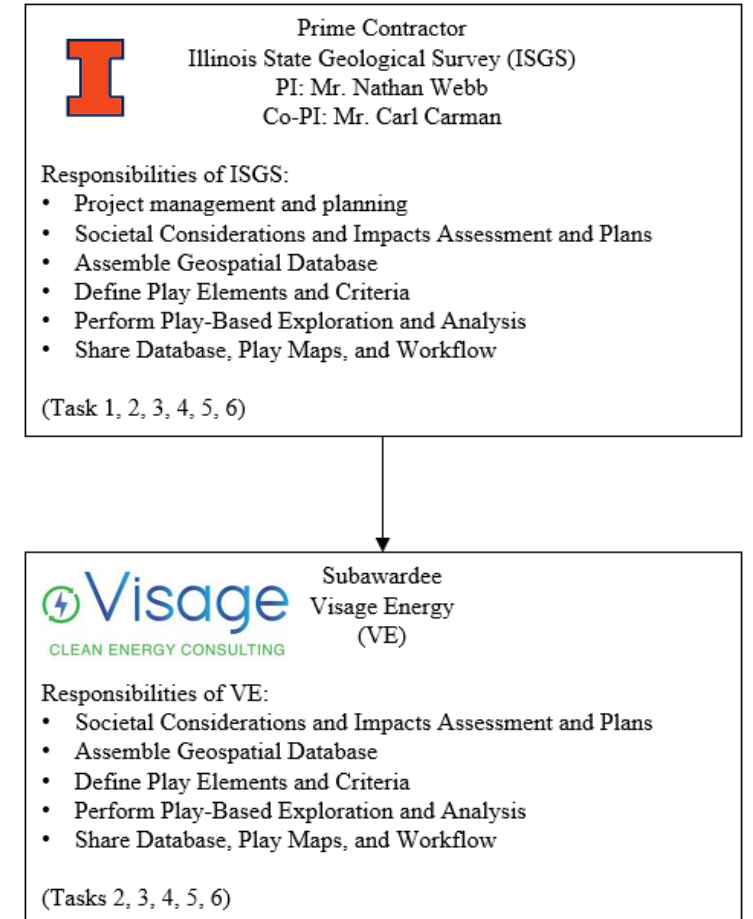 Prime Contractor
Illinois State Geological Survey (ISGS)
PI: Mr. Nathan Webb
Co-PI: Mr. Carl Carman
Responsibilities of ISGS:
• Project management and planning
• Societal Considerations and Impacts Assessment and Plans
• Assemble Geospatial Database
• Define Play Elements and Criteria
• Perform Play-Based Exploration and Analysis
• Share Database, Play Maps, and Workflow
(Task 1, 2, 3, 4, 5, 6)
Visage
CLEAN ENERGY CONSULTING
Subawardee
Visage Energy
(VE)
Responsibilities of VE:
• Societal Considerations and Impacts Assessment and Plans
• Assemble Geospatial Database
• Define Play Elements and Criteria
• Perform Play-Based Exploration and Analysis
• Share Database, Play Maps, and Workflow
(Tasks 2, 3, 4, 5, 6)